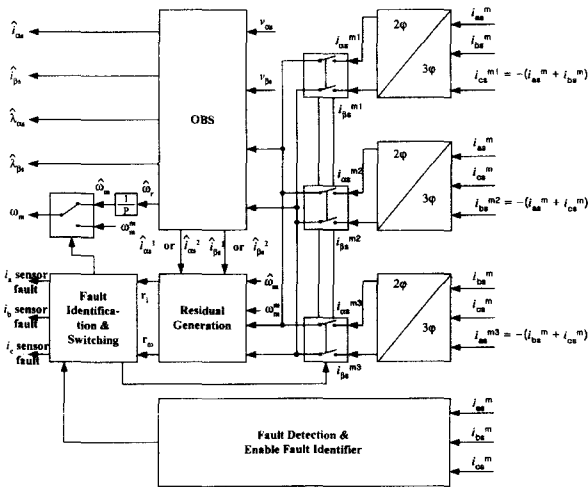 î_αs
î_βs
λ̂_αs
λ̂_βs
OBS
v_αs
v_βs
i_αs^m1
i_βs^m1
2φ
3φ
i_as^m
i_bs^m
i_cs^m1 = -(i_as^m + i_bs^m)
i_αs^m2
i_βs^m2
2φ
3φ
i_as^m
i_cs^m
i_bs^m2 = -(i_as^m + i_cs^m)
ω_m
ω̂_m
1
P
ω̂_r
ω_m^m
î_αs^1 or î_αs^2
î_βs^1 or î_βs^2
i_a sensor
fault
i_b sensor
fault
i_c sensor
fault
Fault
Identifica-
tion &
Switching
r_i
r_ω
Residual
Generation
ω̂_m
ω_m^m
i_αs^m3
i_βs^m3
2φ
3φ
i_bs^m
i_cs^m
i_as^m3 = -(i_bs^m + i_cs^m)
Fault Detection &
Enable Fault Identifier
i_as^m
i_bs^m
i_cs^m